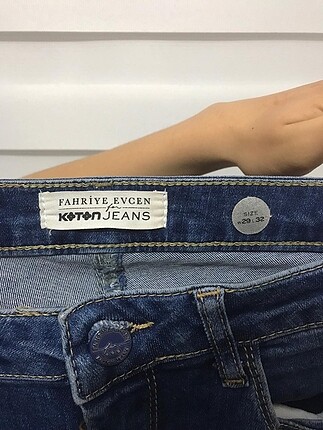 FAHRİYE EVCEN
for
KOTON JEANS
SIZE
29:32